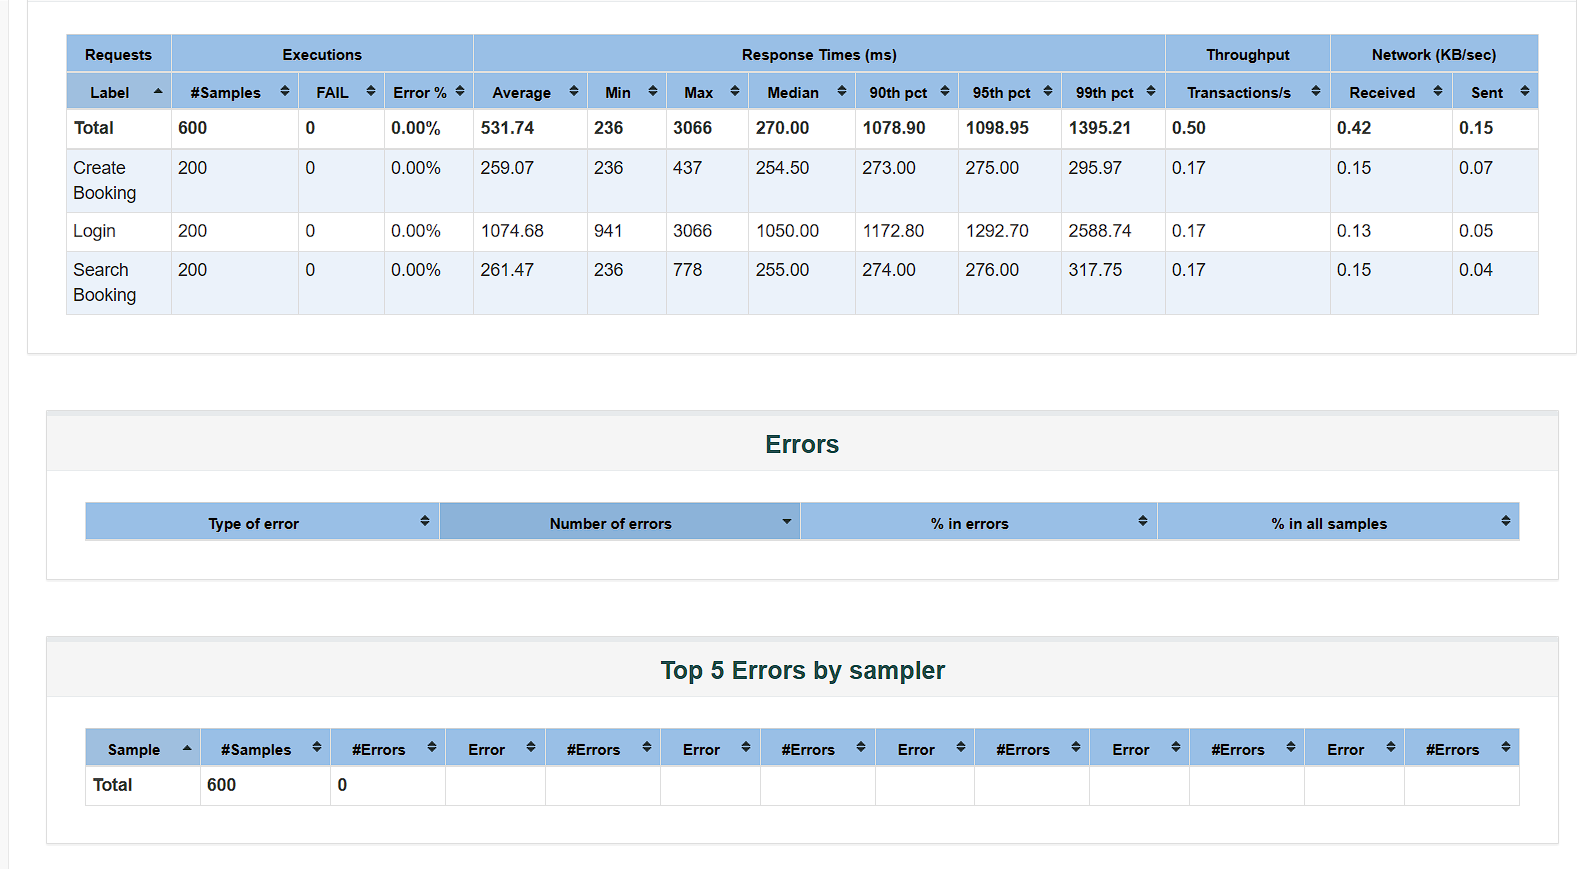 Requests Executions Response Times (ms) Throughput Network (KB/sec)
Label #Samples FAIL Error % Average Min Max Median 90th pct 95th pct 99th pct Transactions/s Received Sent
Total 600 0 0.00% 531.74 236 3066 270.00 1078.90 1098.95 1395.21 0.50 0.42 0.15
Create 200 0 0.00% 259.07 236 437 254.50 273.00 275.00 295.97 0.17 0.15 0.07
Booking
Login 200 0 0.00% 1074.68 941 3066 1050.00 1172.80 1292.70 2588.74 0.17 0.13 0.05
Search 200 0 0.00% 261.47 236 778 255.00 274.00 276.00 317.75 0.17 0.15 0.04
Booking
Errors
Type of error Number of errors % in errors % in all samples
Top 5 Errors by sampler
Sample #Samples #Errors Error #Errors Error #Errors Error #Errors Error #Errors Error #Errors
Total 600 0